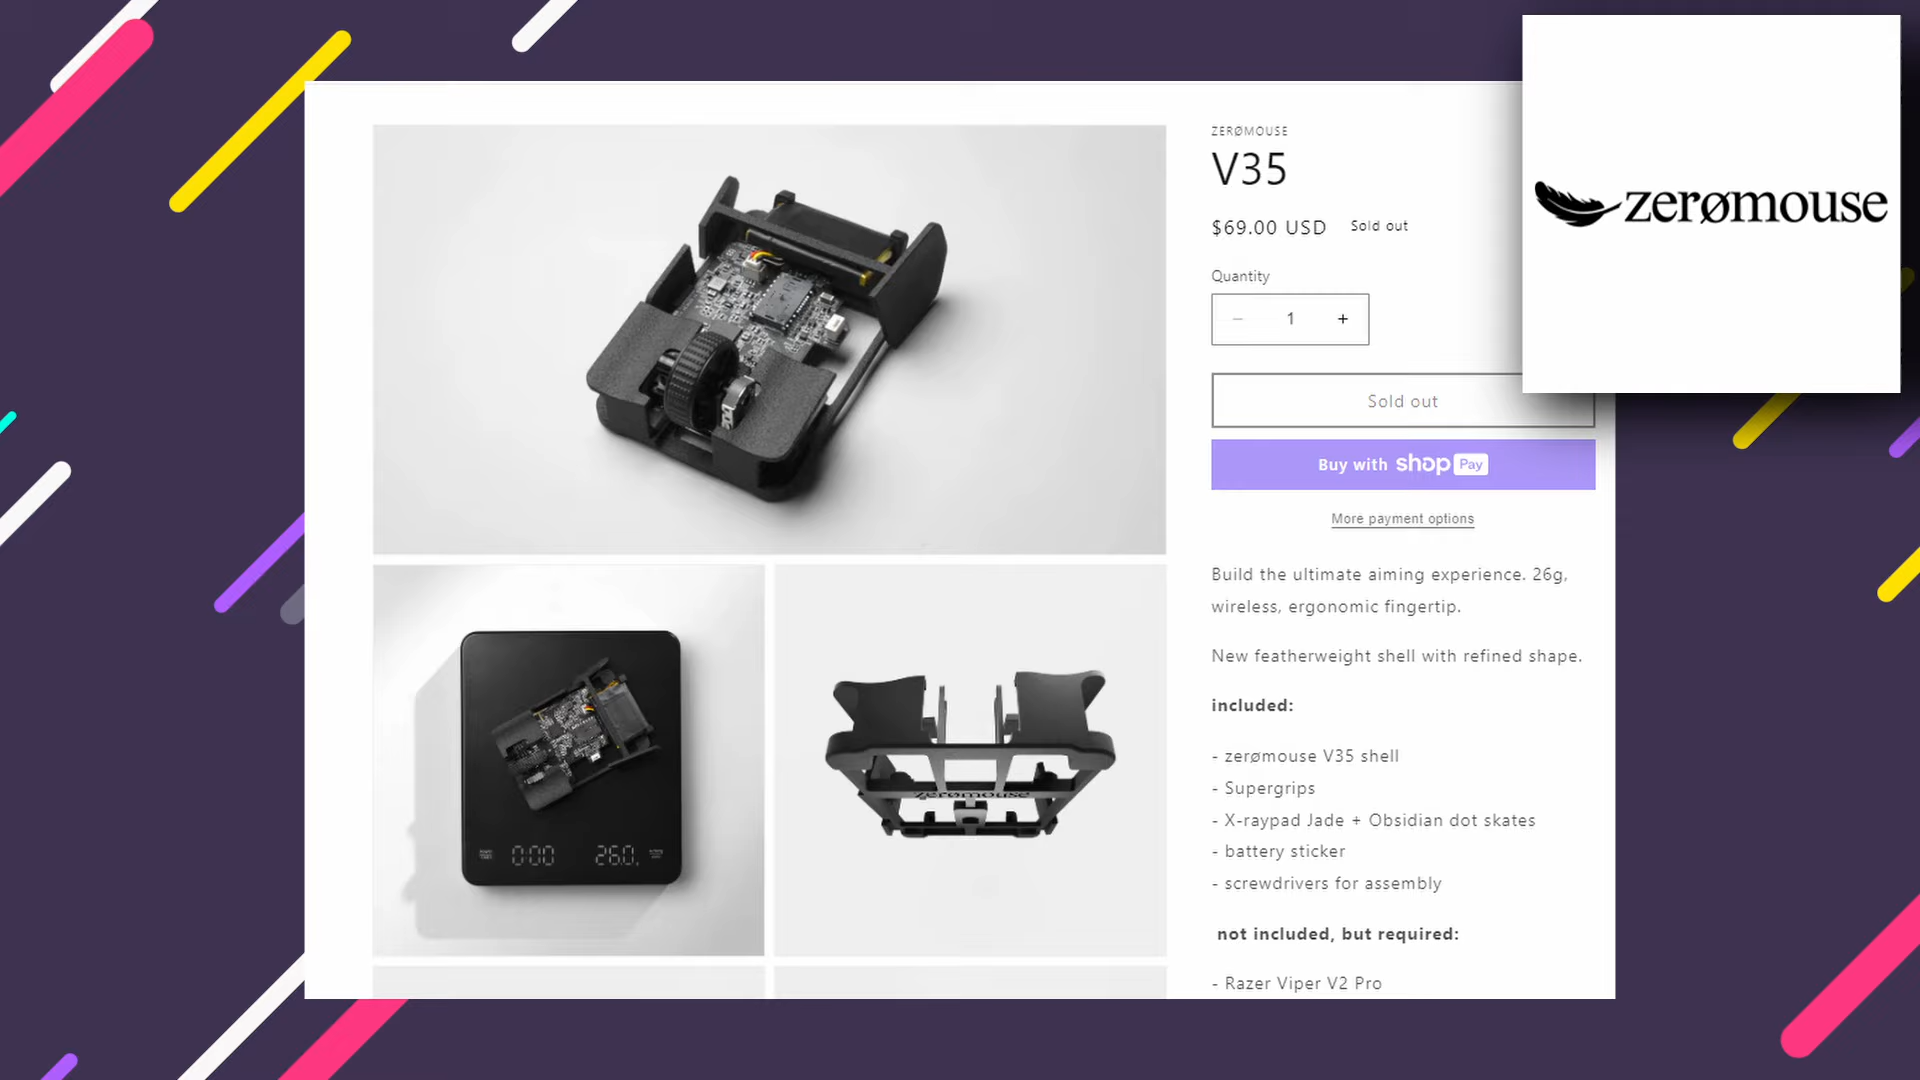 zerømouse
ZERØMOUSE
V35
$69.00 USD Sold out
Quantity
− 1 +
Sold out
Buy with shop Pay
More payment options
Build the ultimate aiming experience. 26g,
wireless, ergonomic fingertip.
New featherweight shell with refined shape.
included:
- zerømouse V35 shell
- Supergrips
- X-raypad Jade + Obsidian dot skates
- battery sticker
- screwdrivers for assembly
not included, but required:
- Razer Viper V2 Pro
0:00 26.0
zerømouse